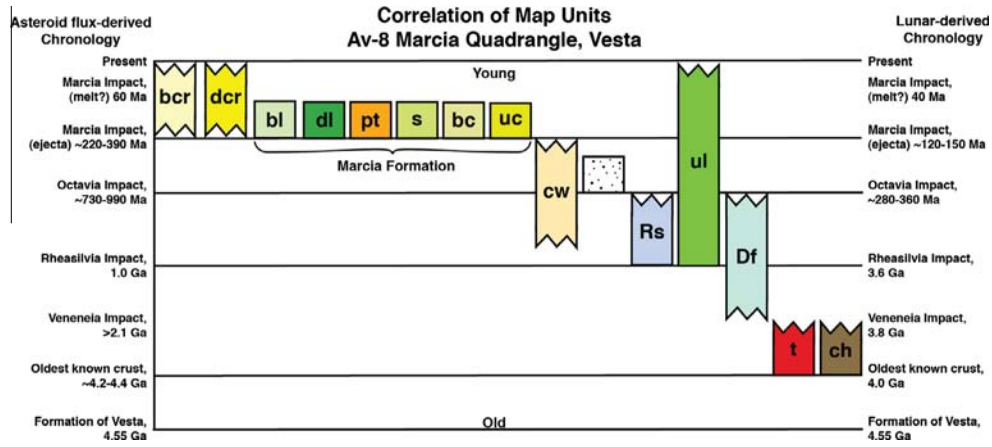 Correlation of Map Units
Av-8 Marcia Quadrangle, Vesta
Asteroid flux-derived
Chronology
Present
Marcia Impact,
(melt?) 60 Ma
Marcia Impact,
(ejecta) ~220-390 Ma
Octavia Impact,
~730-990 Ma
Rheasilvia Impact,
1.0 Ga
Veneneia Impact,
>2.1 Ga
Oldest known crust,
~4.2-4.4 Ga
Formation of Vesta,
4.55 Ga
Young
bcr
dcr
bl
dl
pt
s
bc
uc
Marcia Formation
cw
Rs
ul
Df
t
ch
Old
Lunar-derived
Chronology
Present
Marcia Impact,
(melt?) 40 Ma
Marcia Impact,
(ejecta) ~120-150 Ma
Octavia Impact,
~280-360 Ma
Rheasilvia Impact,
3.6 Ga
Veneneia Impact,
3.8 Ga
Oldest known crust,
4.0 Ga
Formation of Vesta,
4.55 Ga